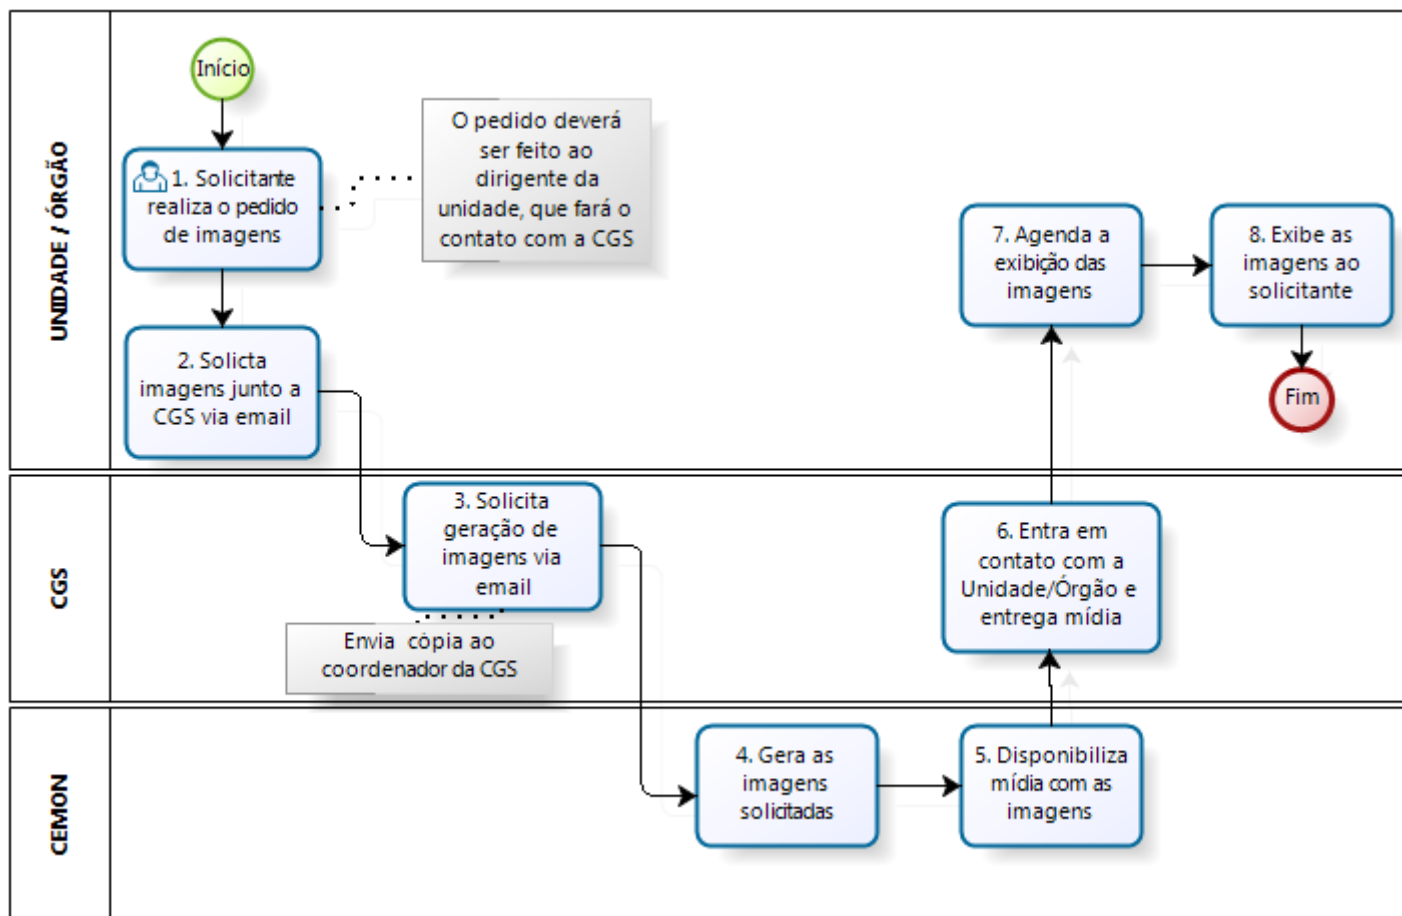 UNIDADE / ÓRGÃO
Início
1. Solicitante
realiza o pedido
de imagens
O pedido deverá
ser feito ao
dirigente da
unidade, que fará o
contato com a CGS
2. Solicta
imagens junto a
CGS via email
7. Agenda a
exibição das
imagens
8. Exibe as
imagens ao
solicitante
Fim
CGS
3. Solicita
geração de
imagens via
email
Envia cópia ao
coordenador da CGS
6. Entra em
contato com a
Unidade/Órgão e
entrega mídia
CEMON
4. Gera as
imagens
solicitadas
5. Disponibiliza
mídia com as
imagens